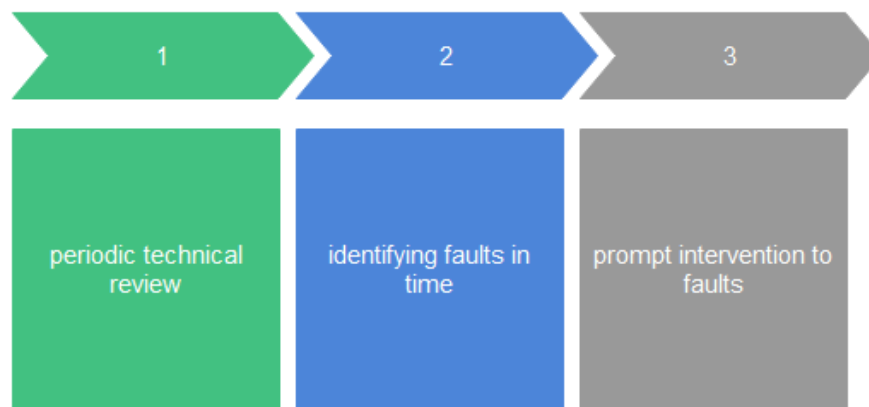 1
2
3
periodic technical
review
identifying faults in
time
prompt intervention to
faults